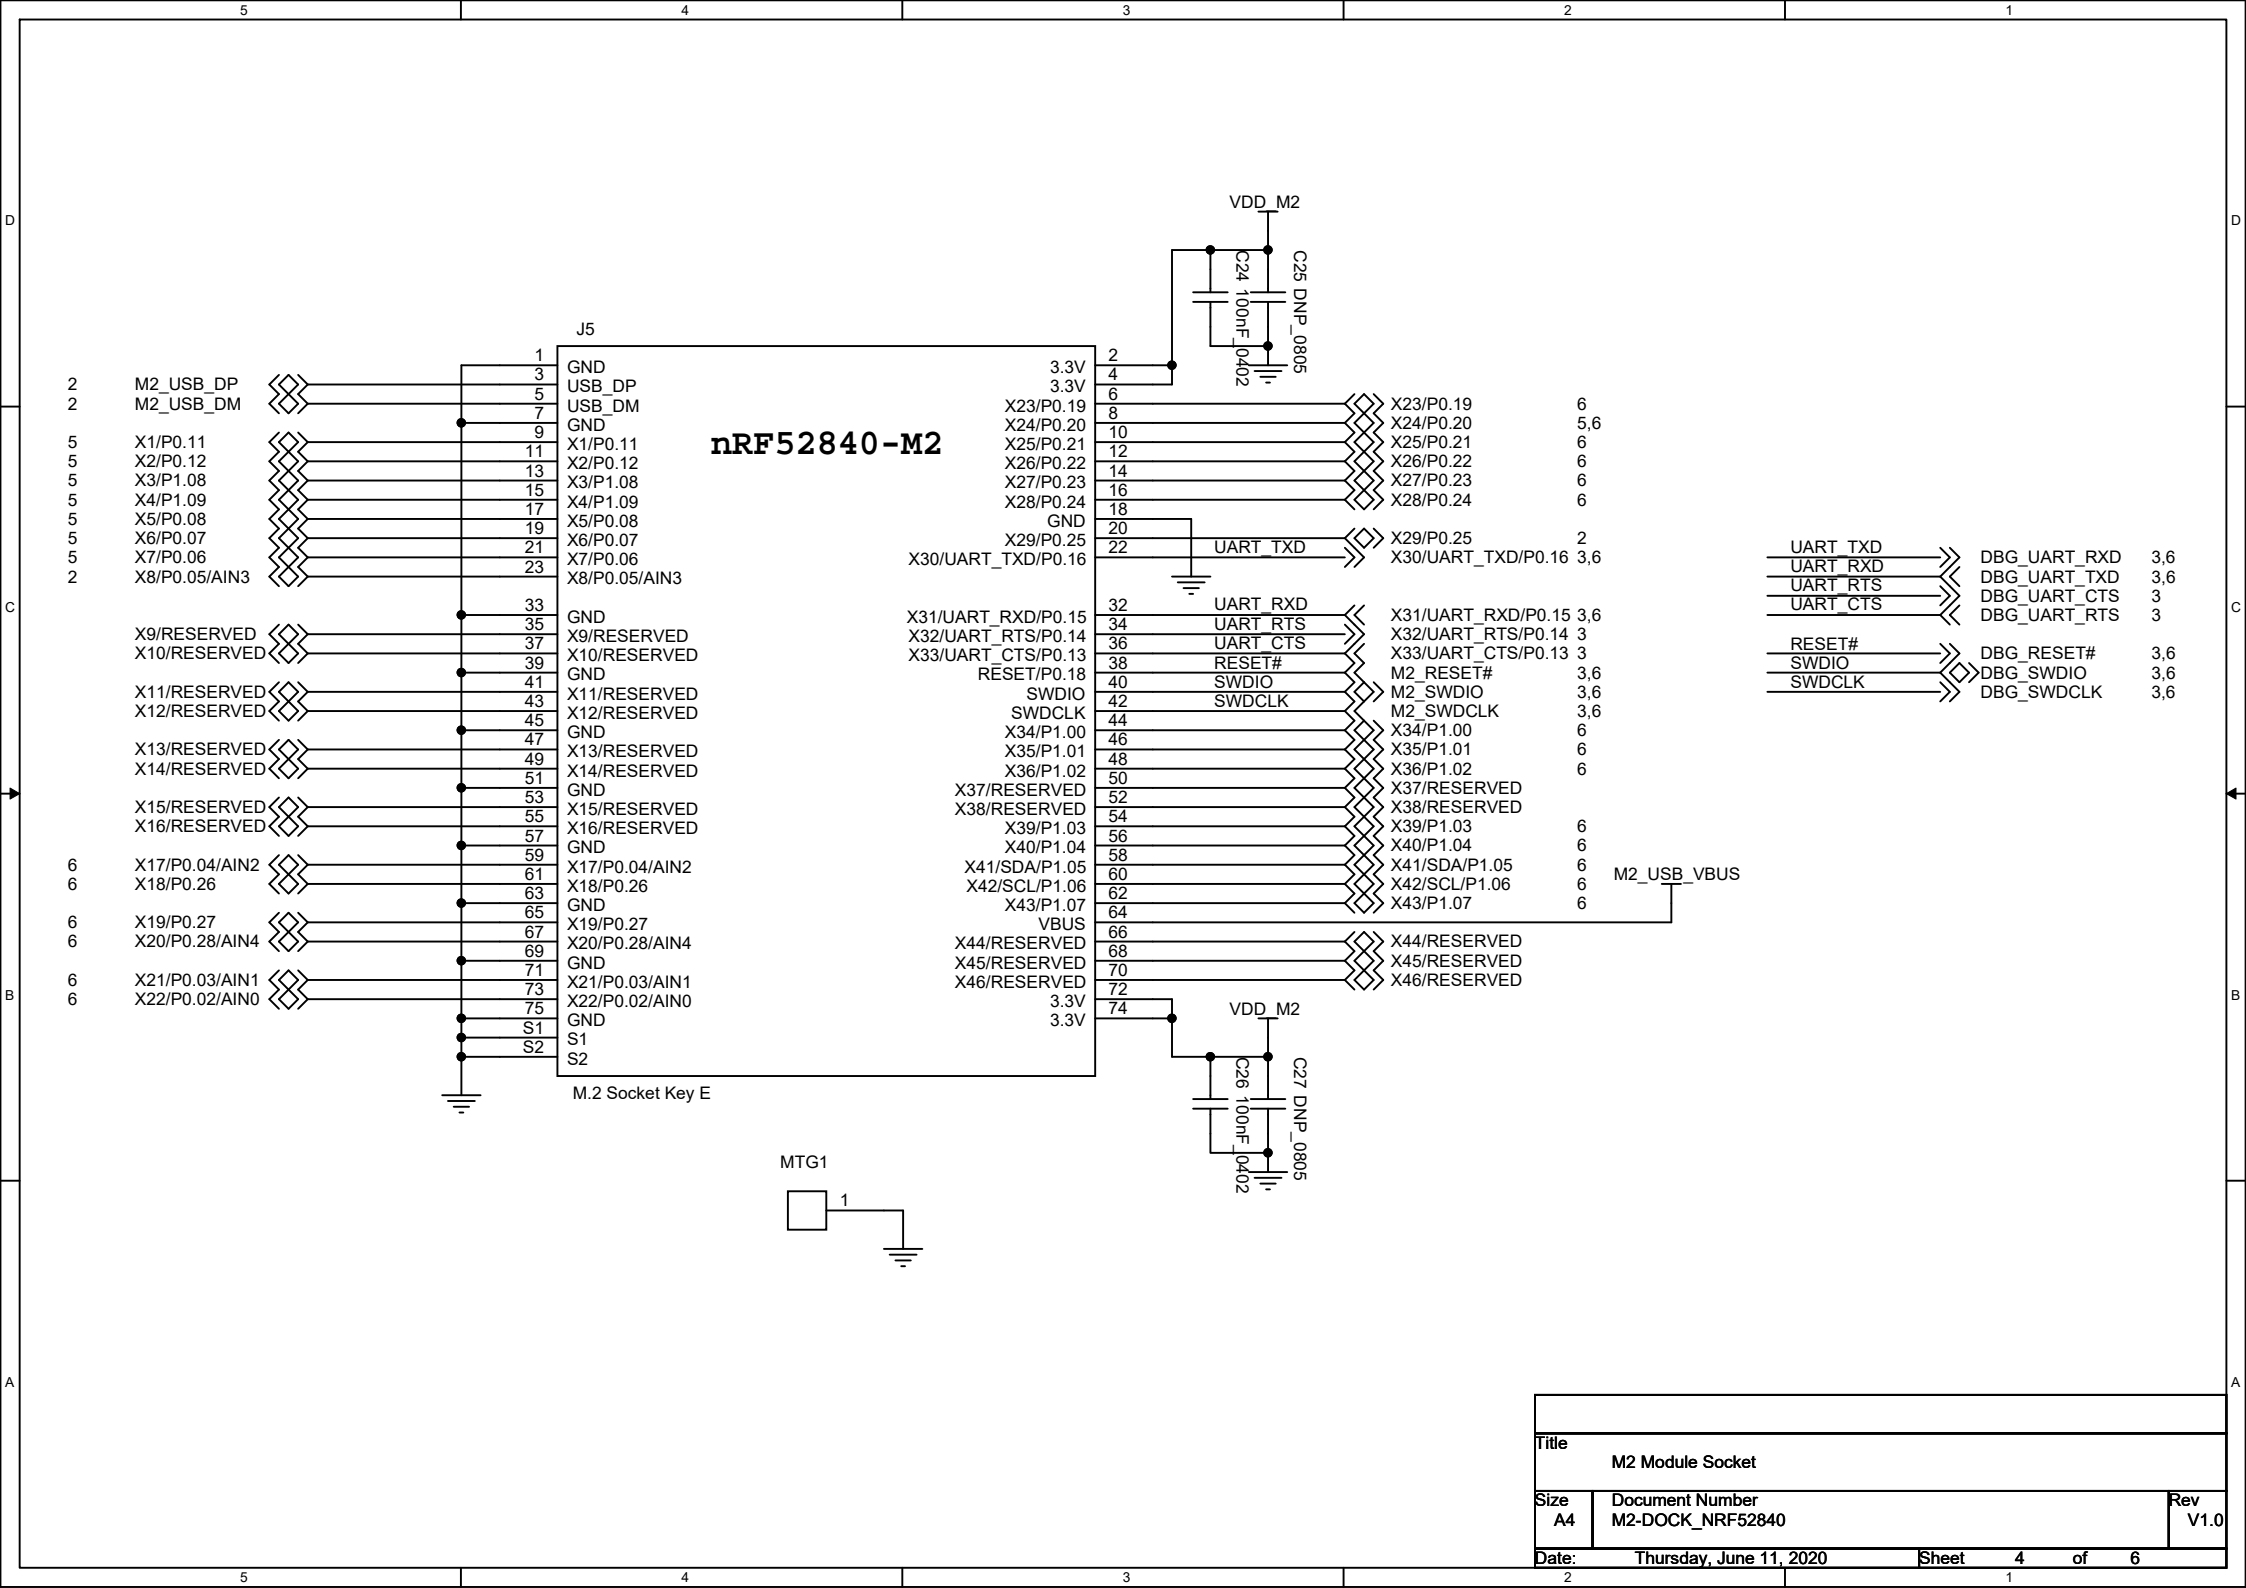 5 4 3 2 1
D D
C C
B B
A A
VDD_M2
C24 100nF_0402
C25 DNP_0805
J5
nRF52840-M2
2 M2_USB_DP
2 M2_USB_DM
5 X1/P0.11
5 X2/P0.12
5 X3/P1.08
5 X4/P1.09
5 X5/P0.08
5 X6/P0.07
5 X7/P0.06
2 X8/P0.05/AIN3
X9/RESERVED
X10/RESERVED
X11/RESERVED
X12/RESERVED
X13/RESERVED
X14/RESERVED
X15/RESERVED
X16/RESERVED
6 X17/P0.04/AIN2
6 X18/P0.26
6 X19/P0.27
6 X20/P0.28/AIN4
6 X21/P0.03/AIN1
6 X22/P0.02/AIN0
1 GND
3 USB_DP
5 USB_DM
7 GND
9 X1/P0.11
11 X2/P0.12
13 X3/P1.08
15 X4/P1.09
17 X5/P0.08
19 X6/P0.07
21 X7/P0.06
23 X8/P0.05/AIN3
33 GND
35 X9/RESERVED
37 X10/RESERVED
39 GND
41 X11/RESERVED
43 X12/RESERVED
45 GND
47 X13/RESERVED
49 X14/RESERVED
51 GND
53 X15/RESERVED
55 X16/RESERVED
57 GND
59 X17/P0.04/AIN2
61 X18/P0.26
63 GND
65 X19/P0.27
67 X20/P0.28/AIN4
69 GND
71 X21/P0.03/AIN1
73 X22/P0.02/AIN0
75 GND
S1 S1
S2 S2
M.2 Socket Key E
3.3V 2
3.3V 4
X23/P0.19 6
X24/P0.20 8
X25/P0.21 10
X26/P0.22 12
X27/P0.23 14
X28/P0.24 16
GND 18
X29/P0.25 20
X30/UART_TXD/P0.16 22 UART_TXD
X31/UART_RXD/P0.15 32 UART_RXD
X32/UART_RTS/P0.14 34 UART_RTS
X33/UART_CTS/P0.13 36 UART_CTS
RESET/P0.18 38 RESET#
SWDIO 40 SWDIO
SWDCLK 42 SWDCLK
X34/P1.00 44
X35/P1.01 46
X36/P1.02 48
X37/RESERVED 50
X38/RESERVED 52
X39/P1.03 54
X40/P1.04 56
X41/SDA/P1.05 58
X42/SCL/P1.06 60
X43/P1.07 62
VBUS 64
X44/RESERVED 66
X45/RESERVED 68
X46/RESERVED 70
3.3V 72
3.3V 74
X23/P0.19 6
X24/P0.20 5,6
X25/P0.21 6
X26/P0.22 6
X27/P0.23 6
X28/P0.24 6
X29/P0.25 2
X30/UART_TXD/P0.16 3,6
X31/UART_RXD/P0.15 3,6
X32/UART_RTS/P0.14 3
X33/UART_CTS/P0.13 3
M2_RESET# 3,6
M2_SWDIO 3,6
M2_SWDCLK 3,6
X34/P1.00 6
X35/P1.01 6
X36/P1.02 6
X37/RESERVED
X38/RESERVED
X39/P1.03 6
X40/P1.04 6
X41/SDA/P1.05 6
X42/SCL/P1.06 6
X43/P1.07 6
M2_USB_VBUS
X44/RESERVED
X45/RESERVED
X46/RESERVED
UART_TXD DBG_UART_RXD 3,6
UART_RXD DBG_UART_TXD 3,6
UART_RTS DBG_UART_CTS 3
UART_CTS DBG_UART_RTS 3
RESET# DBG_RESET# 3,6
SWDIO DBG_SWDIO 3,6
SWDCLK DBG_SWDCLK 3,6
VDD_M2
C26 100nF_0402
C27 DNP_0805
MTG1
1
Title
M2 Module Socket
Size Document Number Rev
A4 M2-DOCK_NRF52840 V1.0
Date: Thursday, June 11, 2020 Sheet 4 of 6
5 4 3 2 1